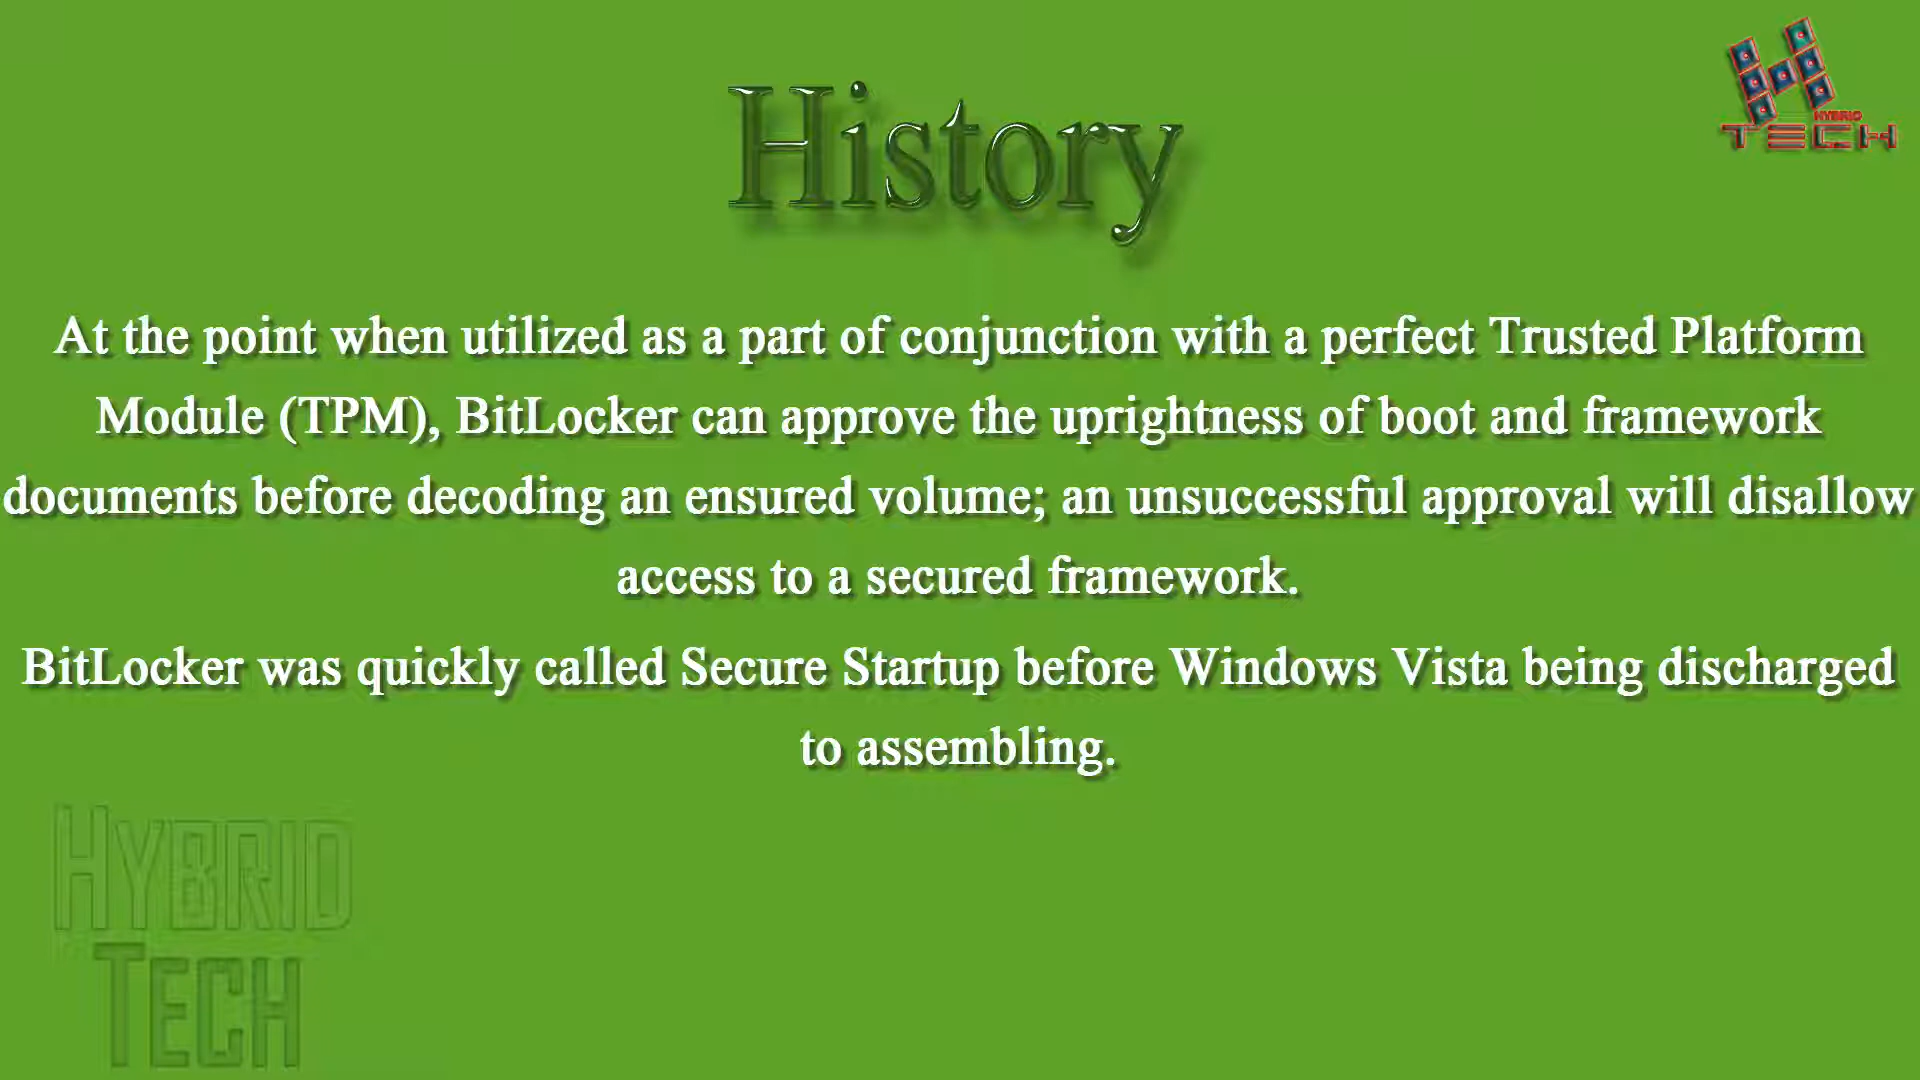 HYBRID
TECH
History
At the point when utilized as a part of conjunction with a perfect Trusted Platform
Module (TPM), BitLocker can approve the uprightness of boot and framework
documents before decoding an ensured volume; an unsuccessful approval will disallow
access to a secured framework.
BitLocker was quickly called Secure Startup before Windows Vista being discharged
to assembling.
HYBRID
TECH